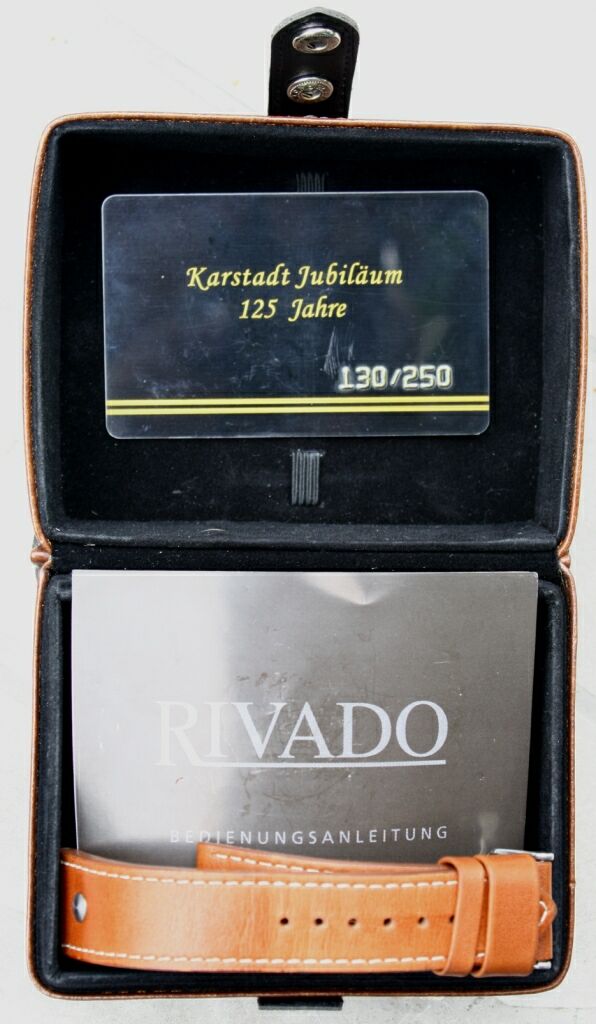 Karstadt Jubiläum
125 Jahre
130/250
RIVADO
BEDIENUNGSANLEITUNG